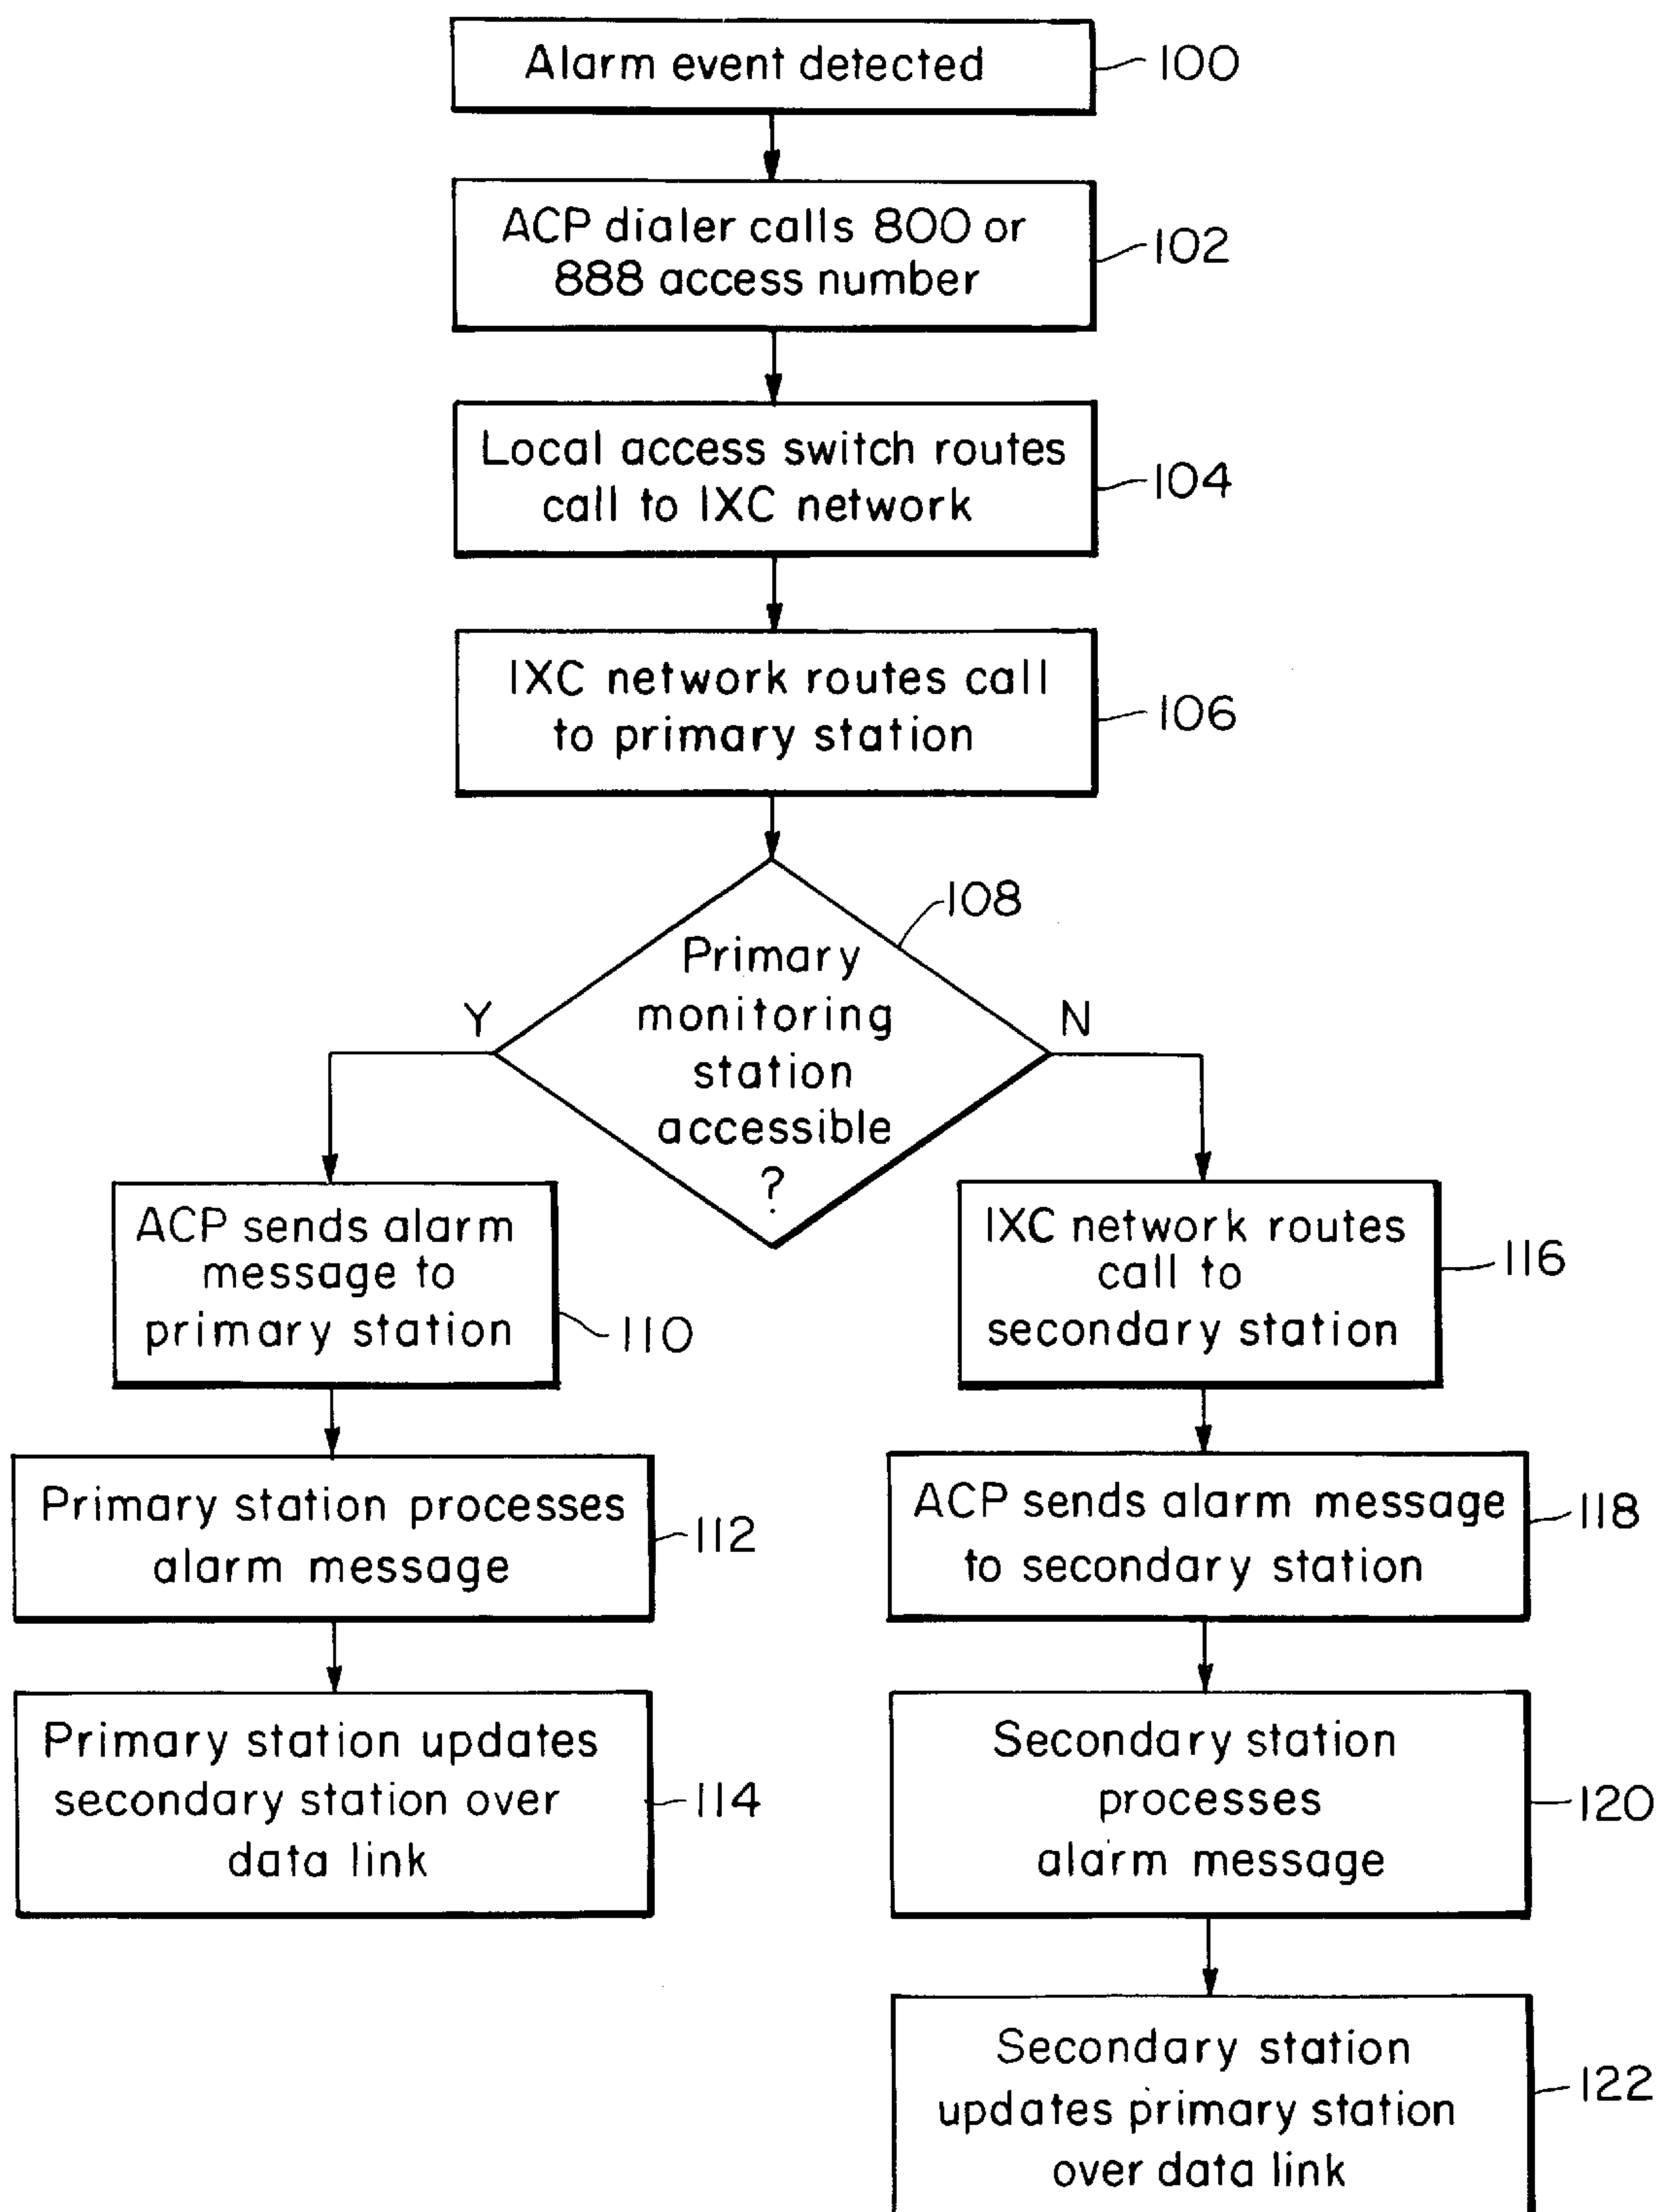 Alarm event detected
100
ACP dialer calls 800 or
888 access number
102
Local access switch routes
call to IXC network
104
IXC network routes call
to primary station
106
108
Primary
monitoring
station
accessible
?
Y
N
ACP sends alarm
message to
primary station
110
IXC network routes
call to
secondary station
116
Primary station processes
alarm message
112
ACP sends alarm message
to secondary station
118
Primary station updates
secondary station over
data link
114
Secondary station
processes
alarm message
120
Secondary station
updates primary station
over data link
122